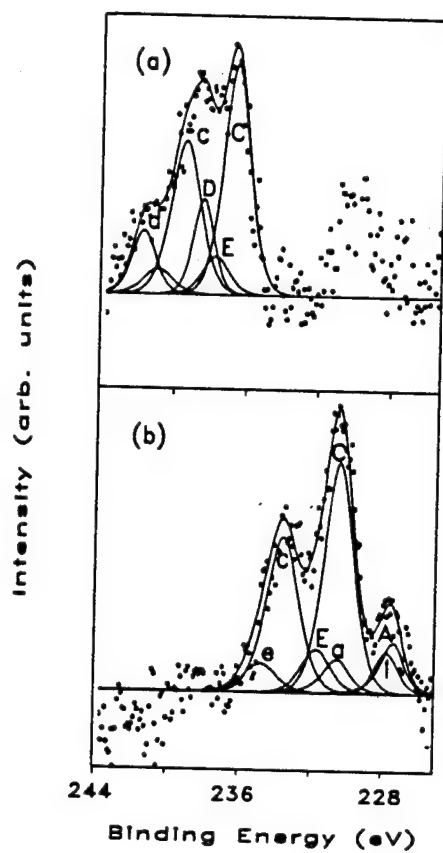 (a)
c
C
d
D
E
(b)
C
c
E
A
e
a
Intensity (arb. units)
244 236 228
Binding Energy (eV)